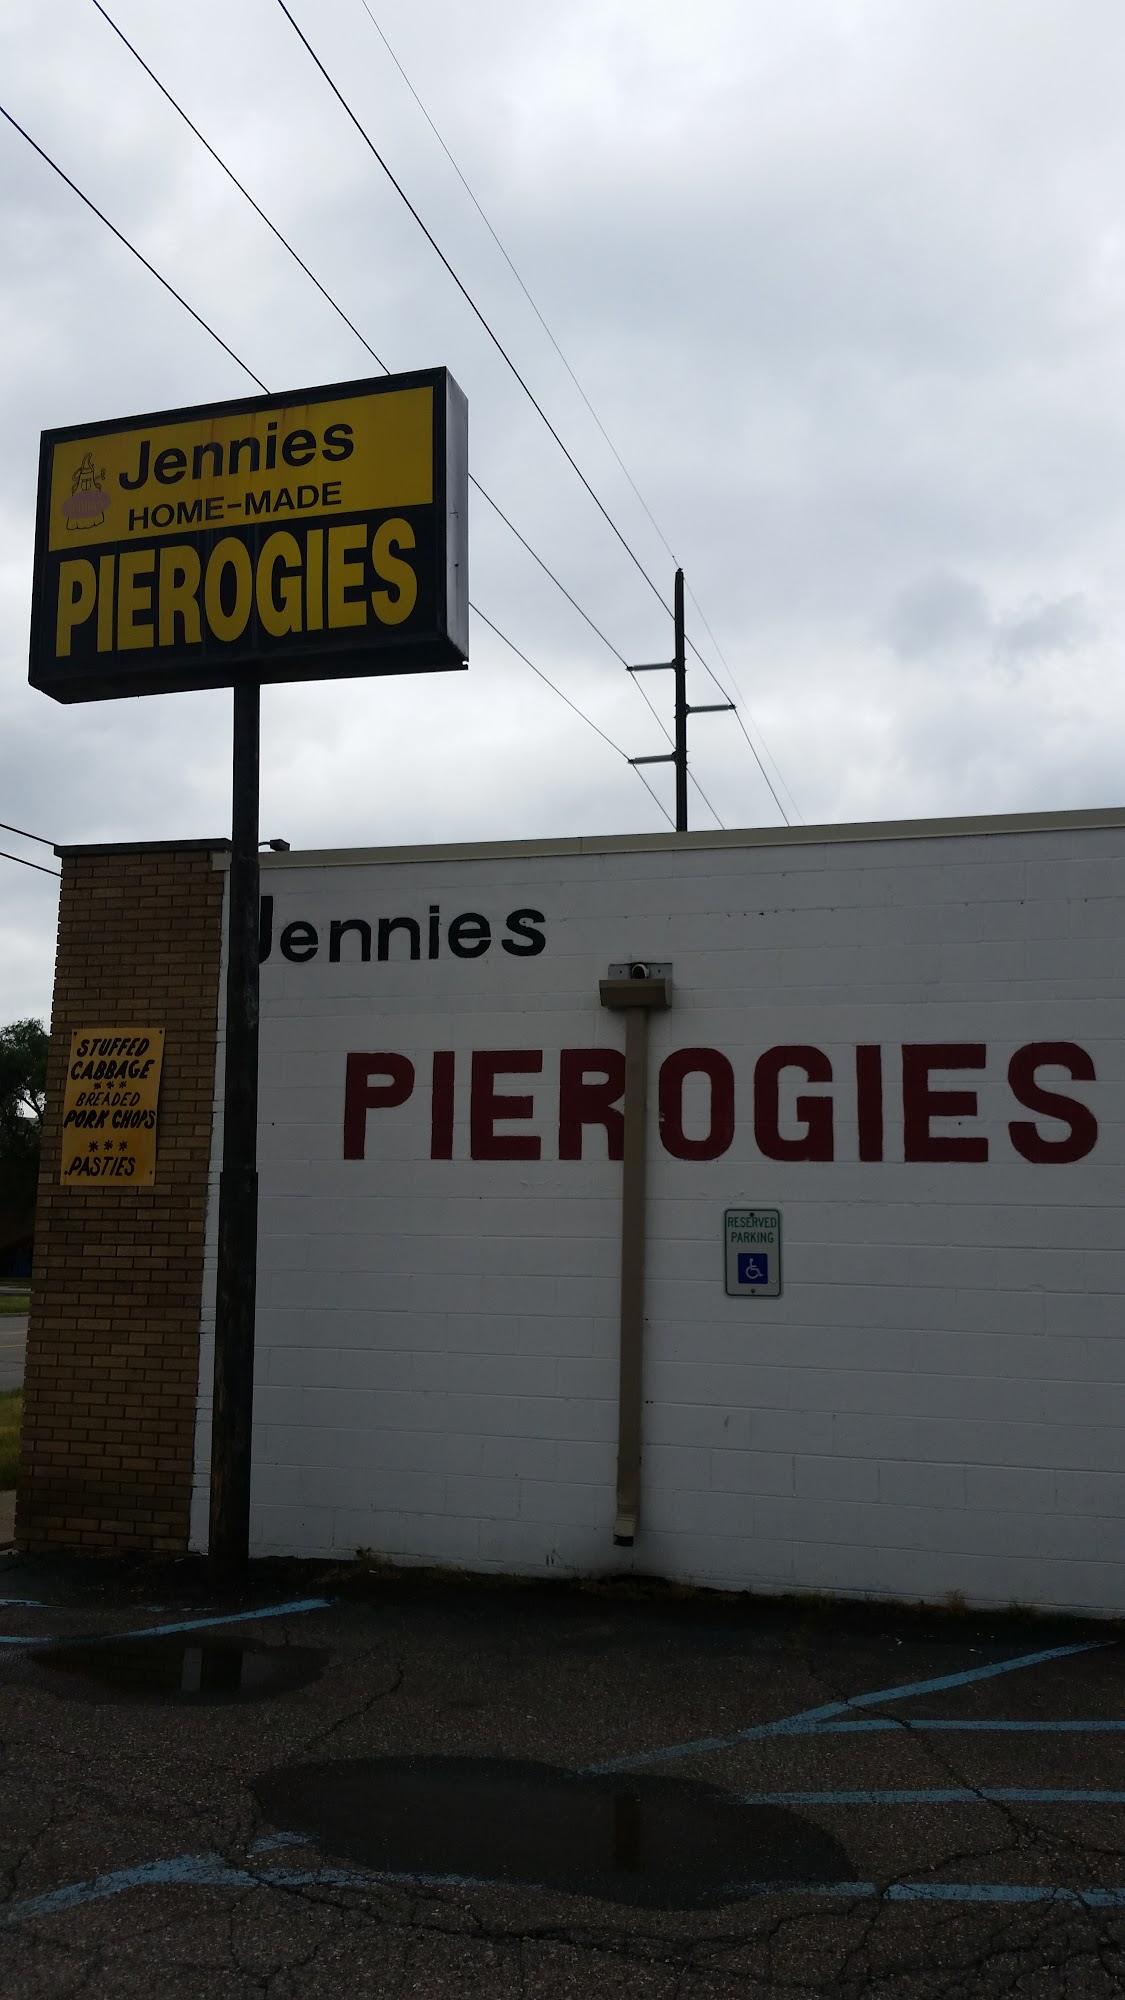 Jennies
HOME-MADE
PIEROGIES
Jennies
PIEROGIES
STUFFED
CABBAGE
***
BREADED
PORK CHOPS
***
PASTIES
RESERVED
PARKING